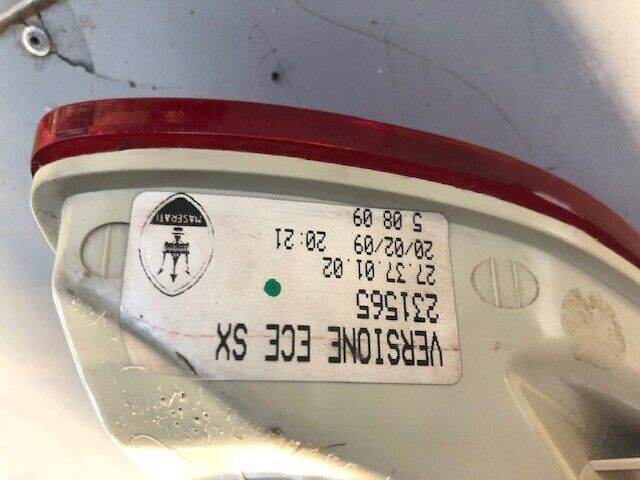 VERSIONE ECE SX
231565
27.37.01.02
20/02/09 20:21
5 08 09
MASERATI